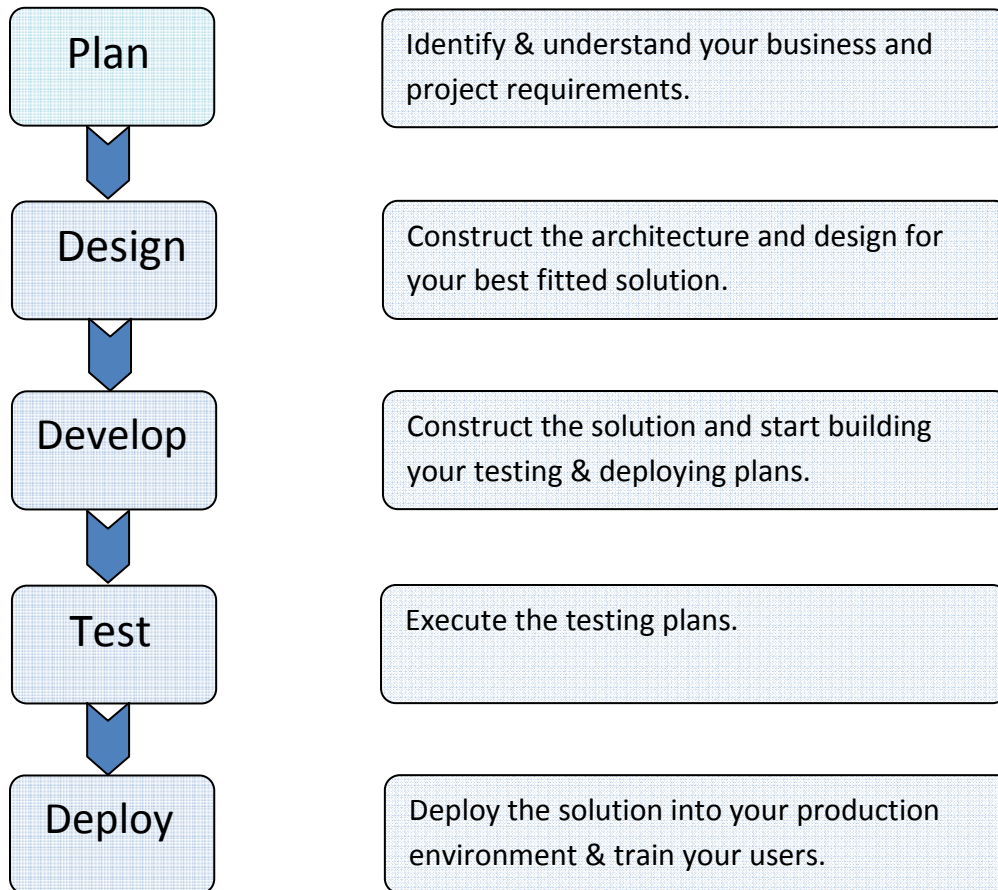 Plan
Identify & understand your business and
project requirements.
Design
Construct the architecture and design for
your best fitted solution.
Develop
Construct the solution and start building
your testing & deploying plans.
Test
Execute the testing plans.
Deploy
Deploy the solution into your production
environment & train your users.